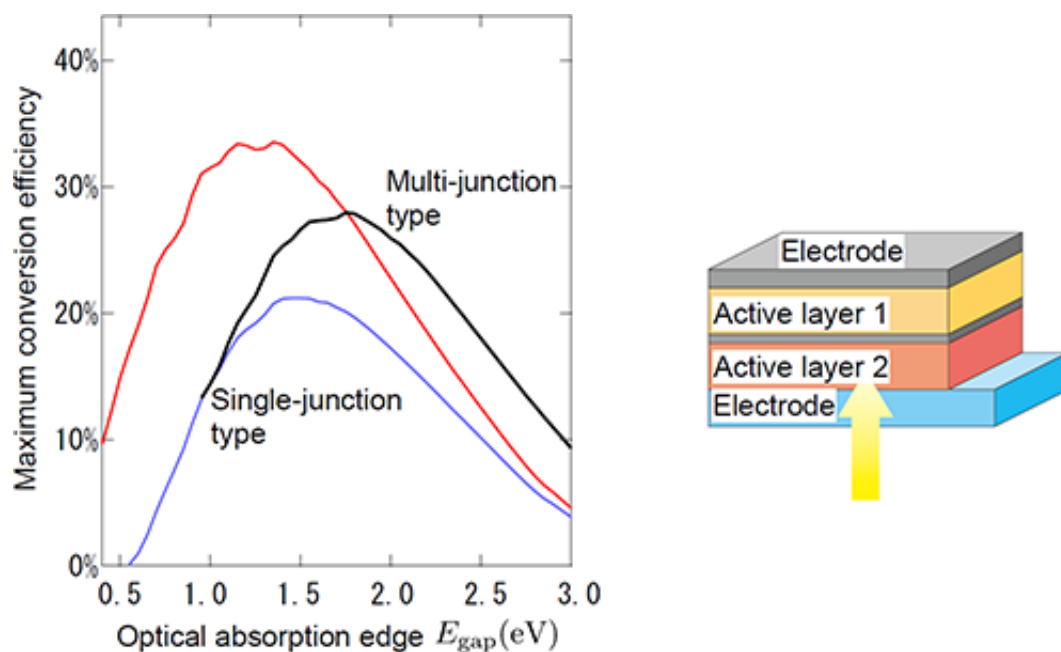 Maximum conversion efficiency
40%
30%
20%
10%
0%
0.5 1.0 1.5 2.0 2.5 3.0
Optical absorption edge E_gap(eV)
Multi-junction
type
Single-junction
type
Electrode
Active layer 1
Active layer 2
Electrode